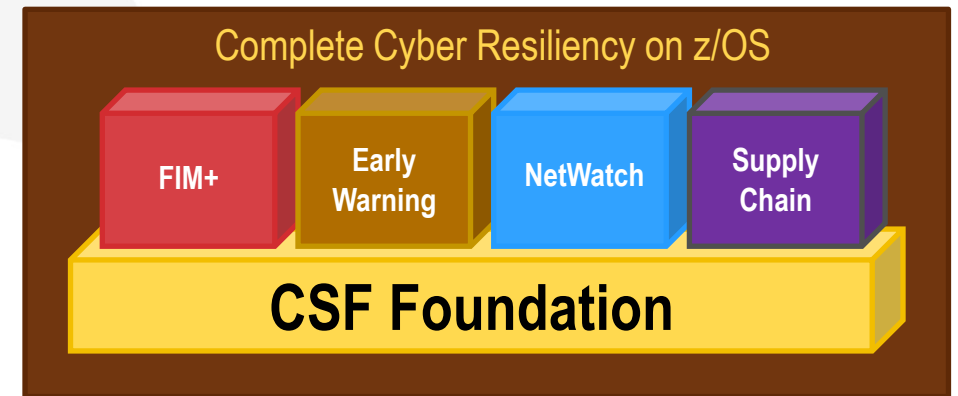 Complete Cyber Resiliency on z/OS
FIM+
Early
Warning
NetWatch
Supply
Chain
CSF Foundation